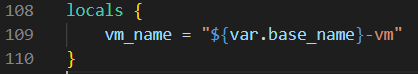 108 locals {
109     vm_name = "${var.base_name}-vm"
110 }